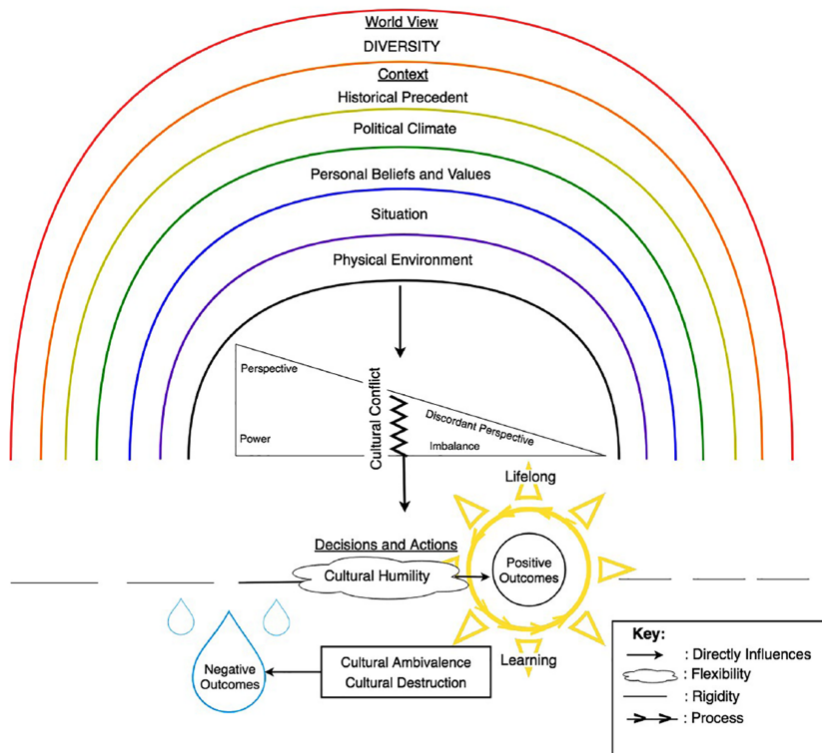 World View
DIVERSITY
Context
Historical Precedent
Political Climate
Personal Beliefs and Values
Situation
Physical Environment
Perspective
Cultural Conflict
Discordant Perspective
Power
Imbalance
Lifelong
Decisions and Actions
Cultural Humility
Positive
Outcomes
Learning
Negative
Outcomes
Cultural Ambivalence
Cultural Destruction
Key:
: Directly Influences
: Flexibility
: Rigidity
: Process